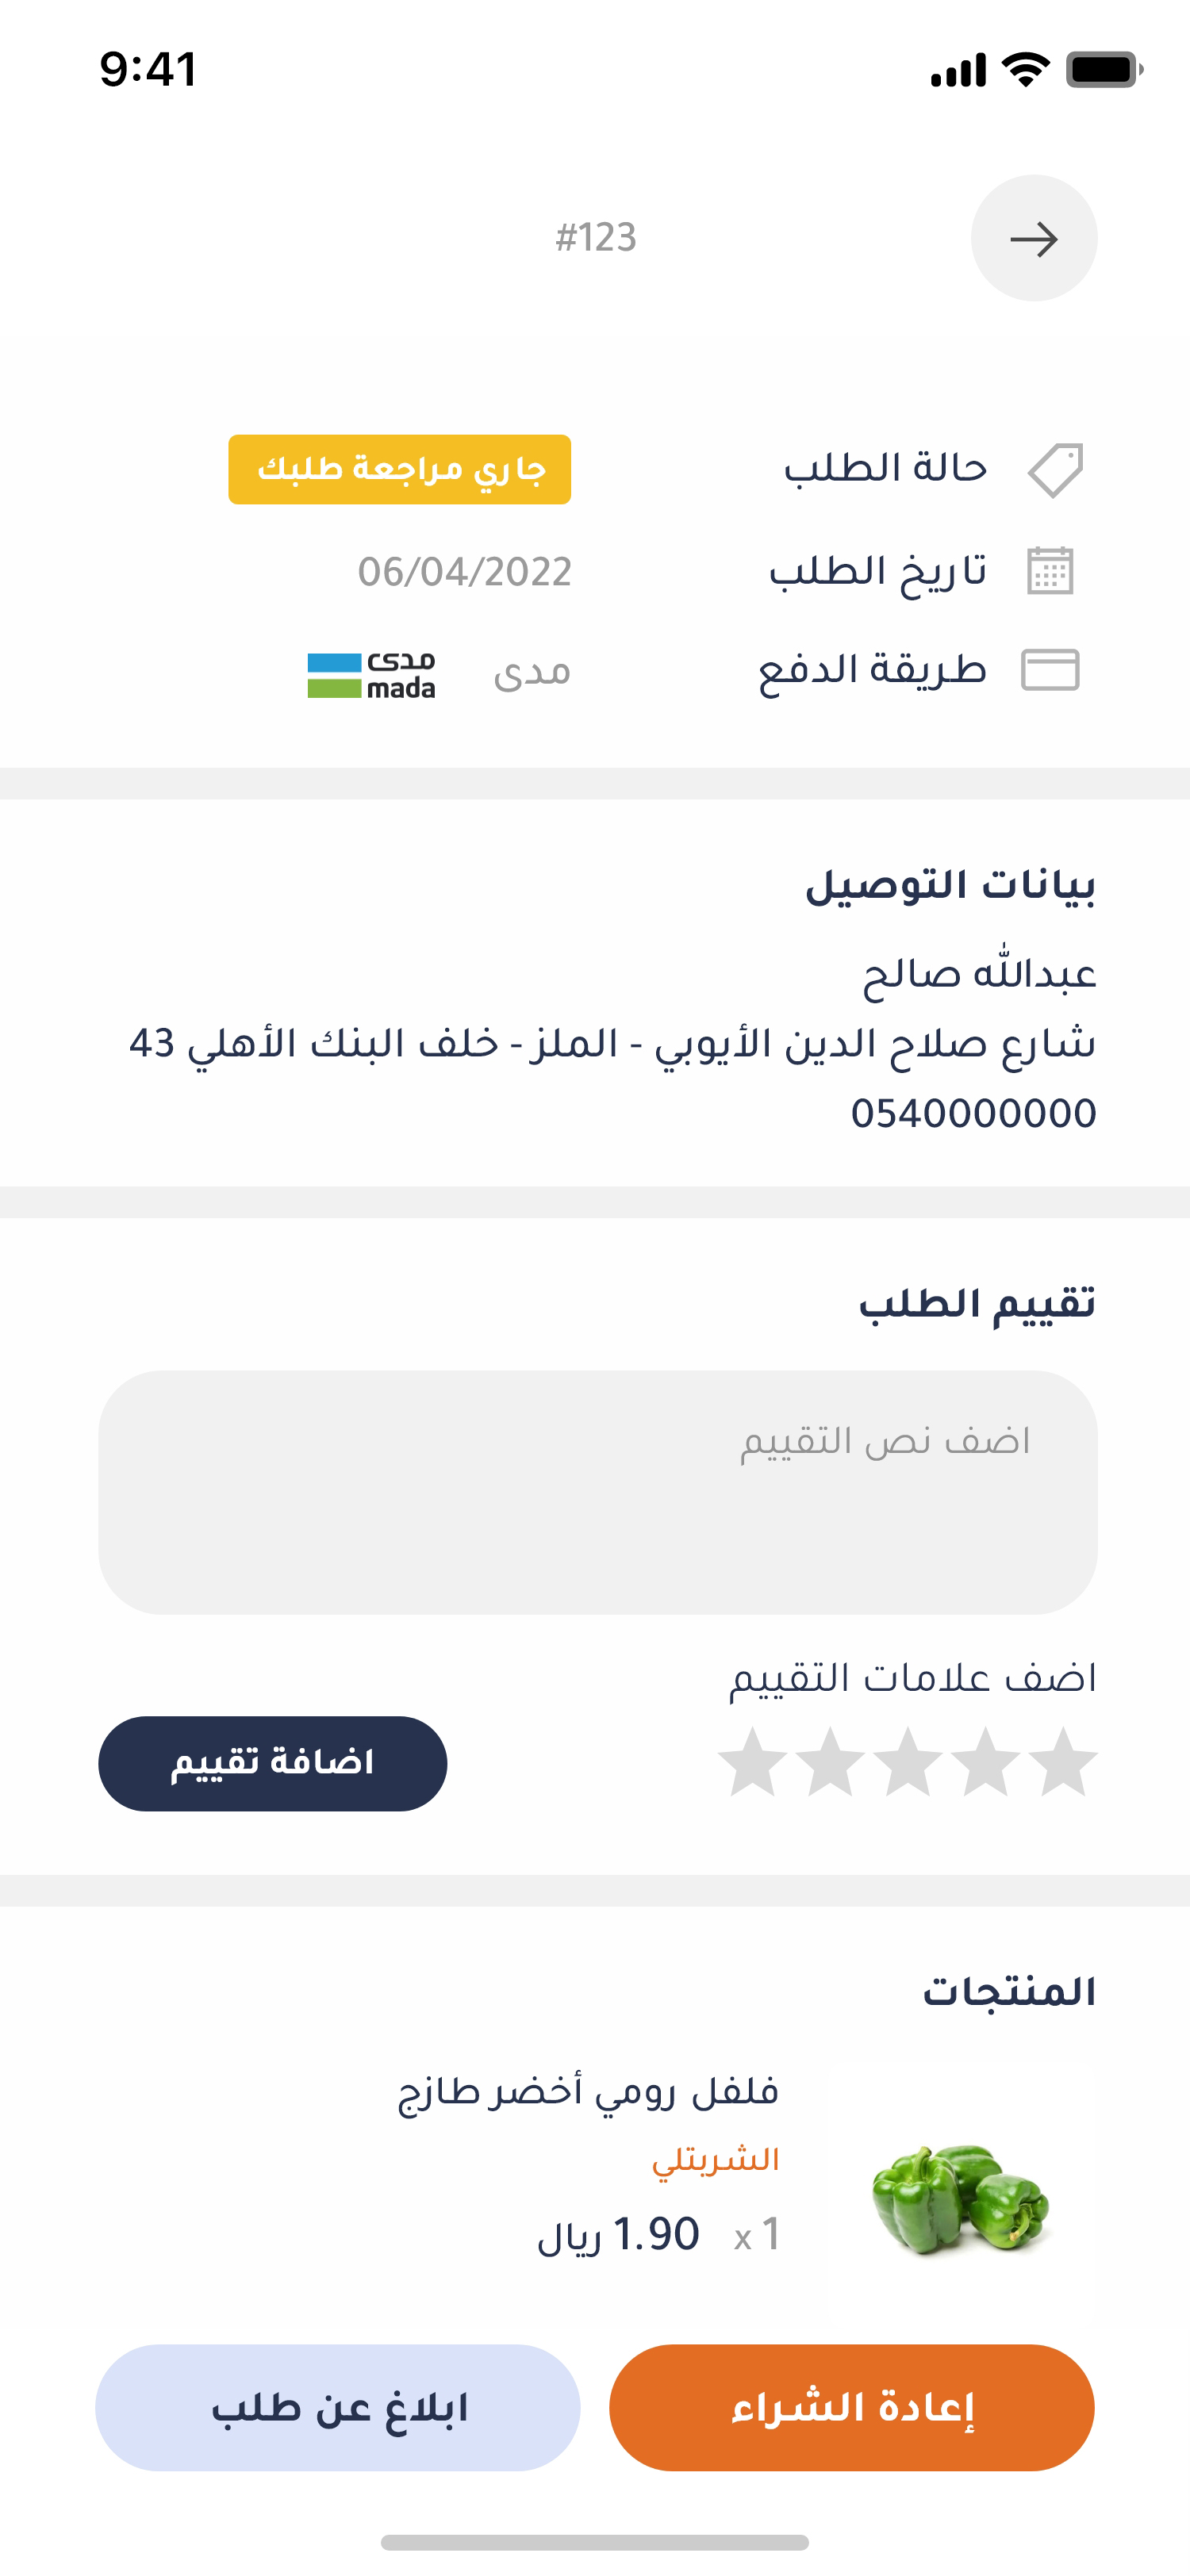 9:41
#123
حالة الطلب جاري مراجعة طلبك
تاريخ الطلب 06/04/2022
طريقة الدفع مدى مدى mada
بيانات التوصيل
عبدالله صالح
شارع صلاح الدين الأيوبي - الملز - خلف البنك الأهلي 43
0540000000
تقييم الطلب
اضف نص التقييم
اضف علامات التقييم
اضافة تقييم
المنتجات
فلفل رومي أخضر طازج
الشربتلي
1 x 1.90 ريال
إعادة الشراء ابلاغ عن طلب